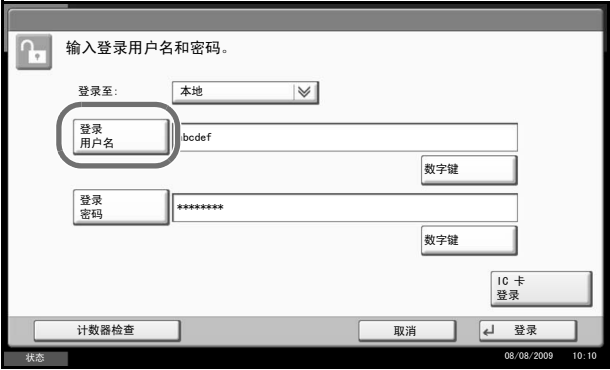 输入登录用户名和密码。
登录至: 本地
登录
用户名
bcdef
数字键
登录
密码
********
数字键
IC 卡
登录
计数器检查 取消 登录
状态 08/08/2009 10:10